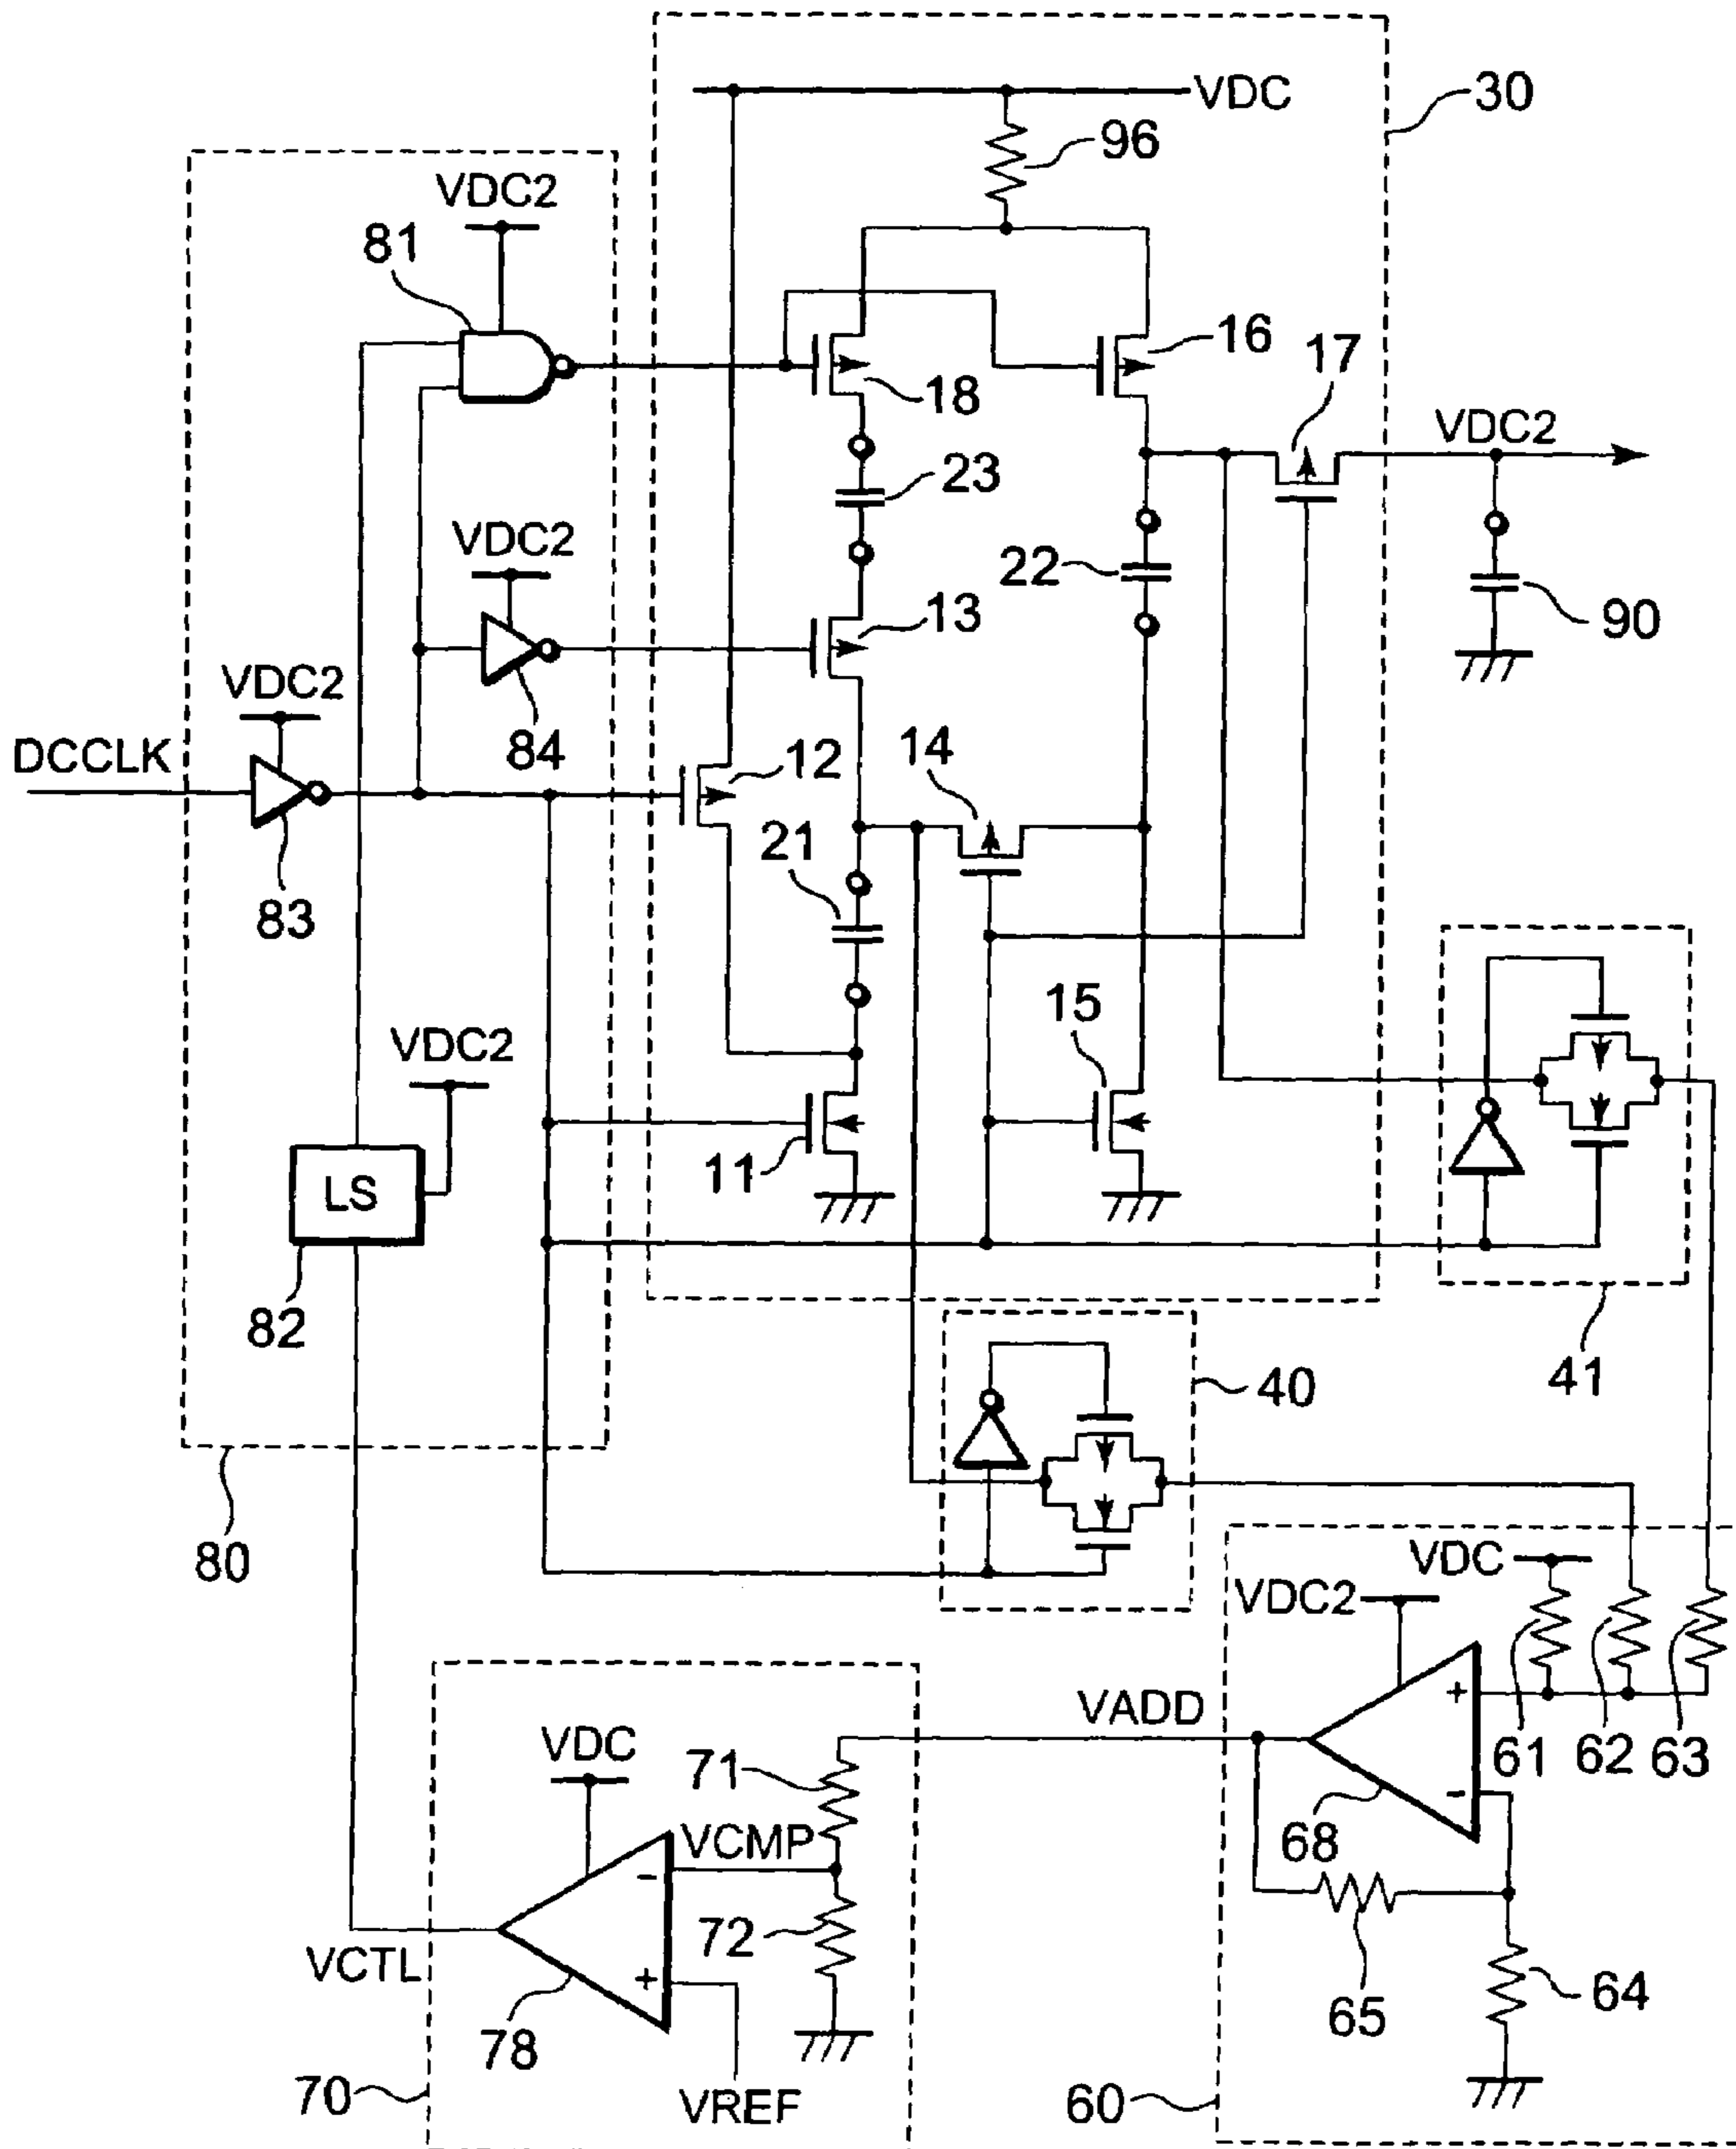 VDC
30
96
VDC2
81
16
17
18
VDC2
23
VDC2
22
13
90
VDC2
DCCLK
84
12
14
21
83
15
VDC2
11
LS
82
41
40
80
VDC
VDC2
VADD
61
62
63
VDC
71
68
VCMP
-
+
-
72
VCTL
+
65
64
78
70
VREF
60